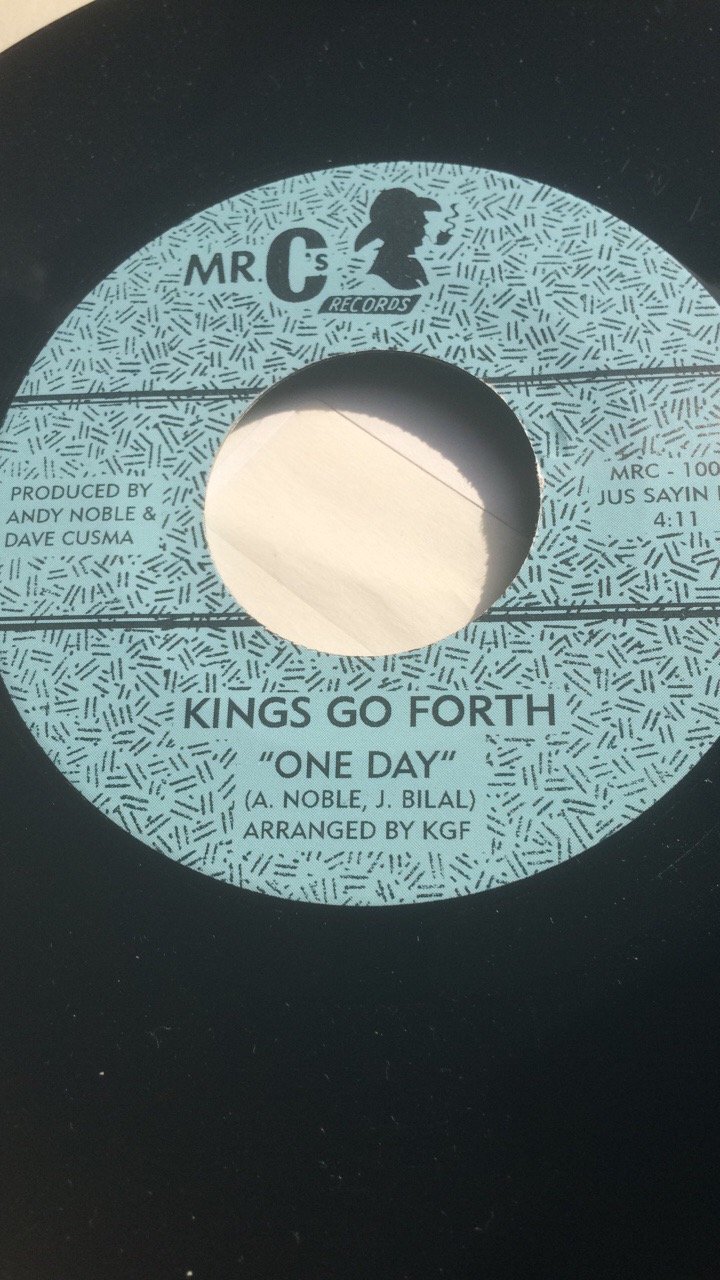 MR C's
RECORDS
PRODUCED BY
ANDY NOBLE &
DAVE CUSMA
MRC - 100
JUS SAYIN
4:11
KINGS GO FORTH
"ONE DAY"
(A. NOBLE, J. BILAL)
ARRANGED BY KGF